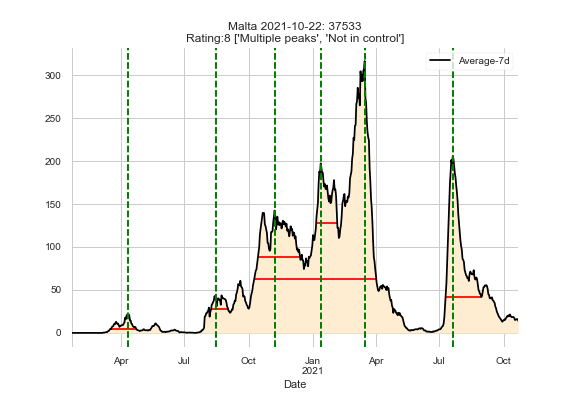 Malta 2021-10-22: 37533
Rating:8 ['Multiple peaks', 'Not in control']
Average-7d
300
250
200
150
100
50
0
Apr Jul Oct Jan Apr Jul Oct
2021
Date